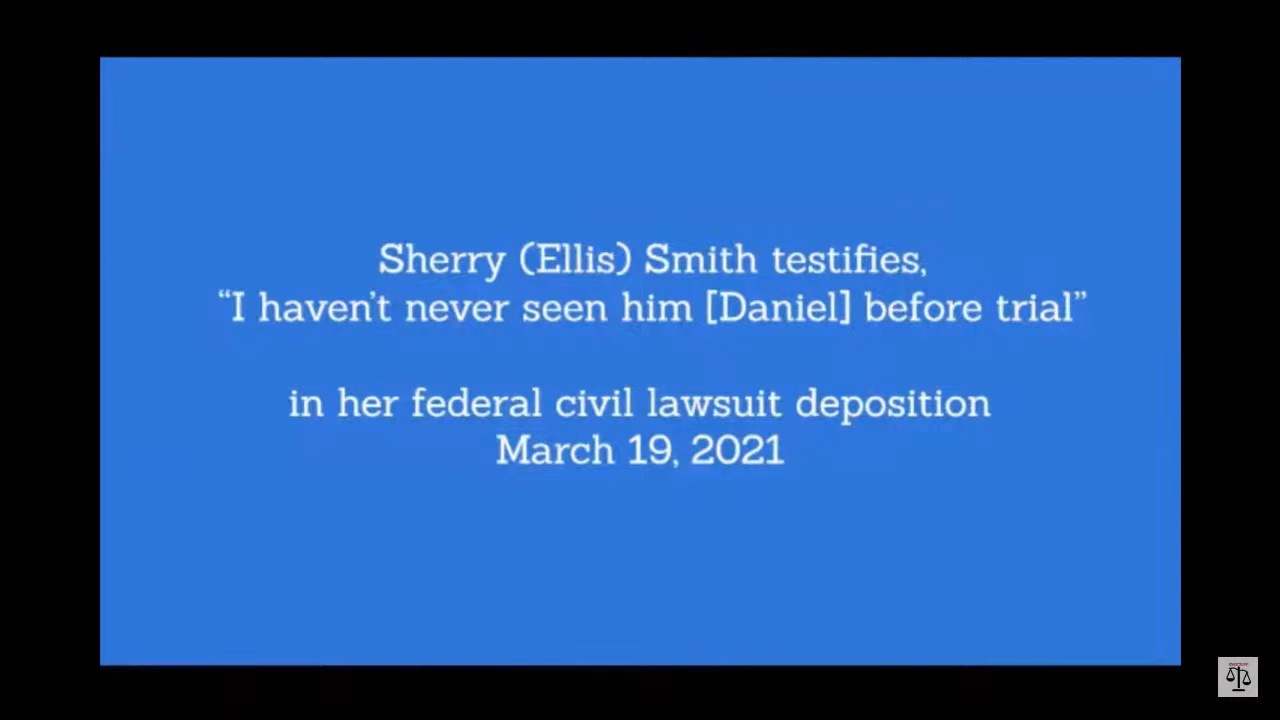 Sherry (Ellis) Smith testifies,
“I haven’t never seen him [Daniel] before trial”
in her federal civil lawsuit deposition
March 19, 2021